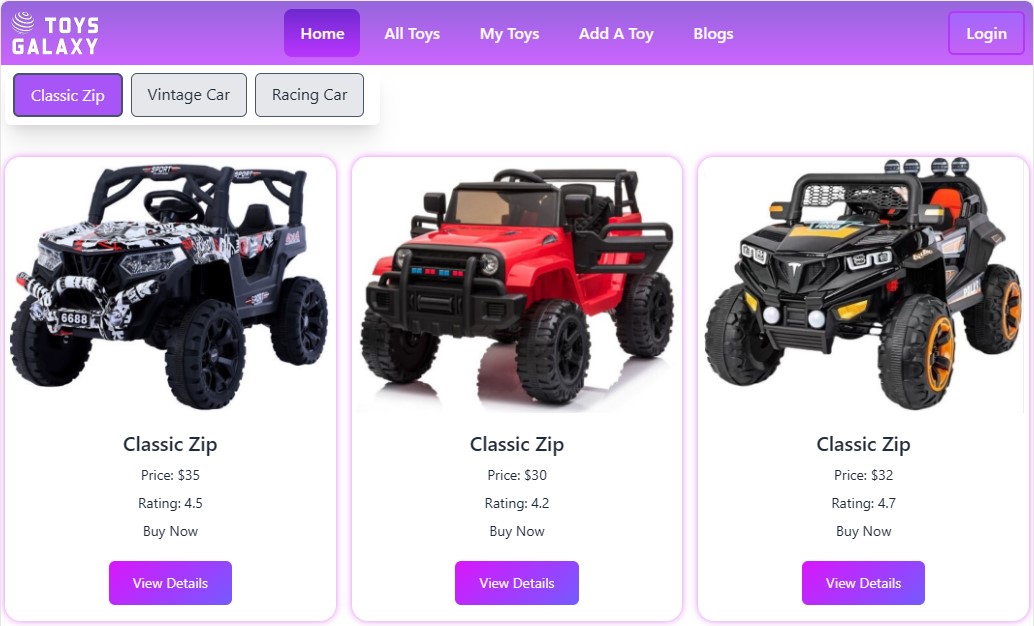 TOYS
GALAXY
Home
All Toys
My Toys
Add A Toy
Blogs
Login
Classic Zip
Vintage Car
Racing Car
SPORT
SPORT
6688
Classic Zip
Price: $35
Rating: 4.5
Buy Now
View Details
Classic Zip
Price: $30
Rating: 4.2
Buy Now
View Details
Classic Zip
Price: $32
Rating: 4.7
Buy Now
View Details